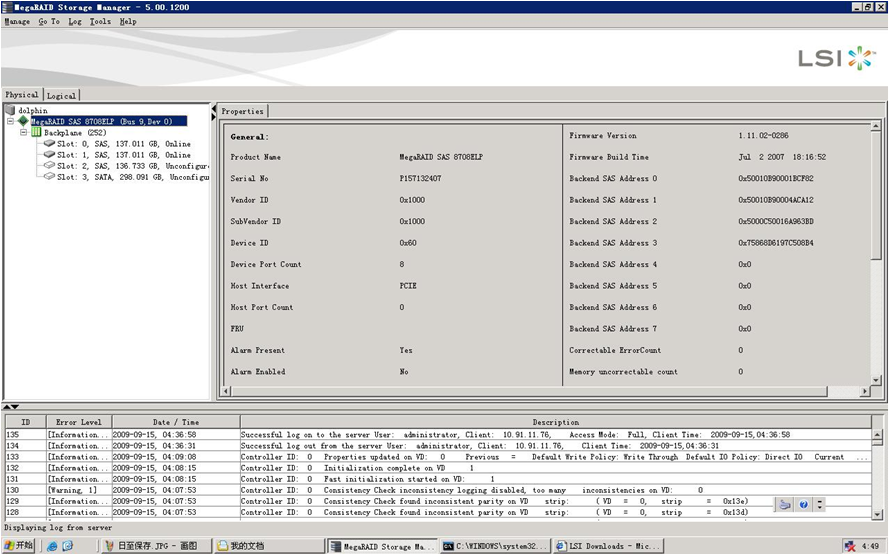 MegaRAID Storage Manager - 5.00.1200
Manage Go To Log Tools Help
LSI
Physical Logical
dolphin
MegaRAID SAS 8708ELP (Bus 9,Dev 0)
Backplane (252)
Slot: 0, SAS, 137.011 GB, Online
Slot: 1, SAS, 137.011 GB, Online
Slot: 2, SAS, 136.733 GB, Unconfigur
Slot: 3, SATA, 298.091 GB, Unconfigu
Properties
General:
Product Name MegaRAID SAS 8708ELP
Serial No P157132407
Vendor ID 0x1000
SubVendor ID 0x1000
Device ID 0x60
Device Port Count 8
Host Interface PCIE
Host Port Count 0
FRU
Alarm Present Yes
Alarm Enabled No
Firmware Version 1.11.02-0286
Firmware Build Time Jul 2 2007 18:16:52
Backend SAS Address 0 0x50010B90001BCF82
Backend SAS Address 1 0x50010B90004ACA12
Backend SAS Address 2 0x5000C50016A963BD
Backend SAS Address 3 0x75868D6197C508B4
Backend SAS Address 4 0x0
Backend SAS Address 5 0x0
Backend SAS Address 6 0x0
Backend SAS Address 7 0x0
Correctable ErrorCount 0
Memory uncorrectable count 0
ID Error Level Date / Time Description
135 [Information... 2009-09-15, 04:36:58 Successful log on to the server User: administrator, Client: 10.91.11.76, Access Mode: Full, Client Time: 2009-09-15,04:36:58
134 [Information... 2009-09-15, 04:36:31 Successful log out from the server User: administrator, Client: 10.91.11.76, Client Time: 2009-09-15,04:36:31
133 [Information... 2009-09-15, 04:09:08 Controller ID: 0 Properties updated on VD: 0 Previous = Default Write Policy: Write Through Default IO Policy: Direct IO Current ...
132 [Information... 2009-09-15, 04:08:15 Controller ID: 0 Initialization complete on VD 1
131 [Information... 2009-09-15, 04:08:15 Controller ID: 0 Fast initialization started on VD: 1
130 [Warning, 1] 2009-09-15, 04:07:53 Controller ID: 0 Consistency Check inconsistency logging disabled, too many inconsistencies on VD: 0
129 [Information... 2009-09-15, 04:07:53 Controller ID: 0 Consistency Check found inconsistent parity on VD strip: ( VD = 0, strip = 0x13e)
128 [Information... 2009-09-15, 04:07:53 Controller ID: 0 Consistency Check found inconsistent parity on VD strip: ( VD = 0, strip = 0x13d)
Displaying log from server
开始 日至保存.JPG - 画图 我的文档 MegaRAID Storage Ma... C:\WINDOWS\system32... LSI Downloads - Mic... 4:49